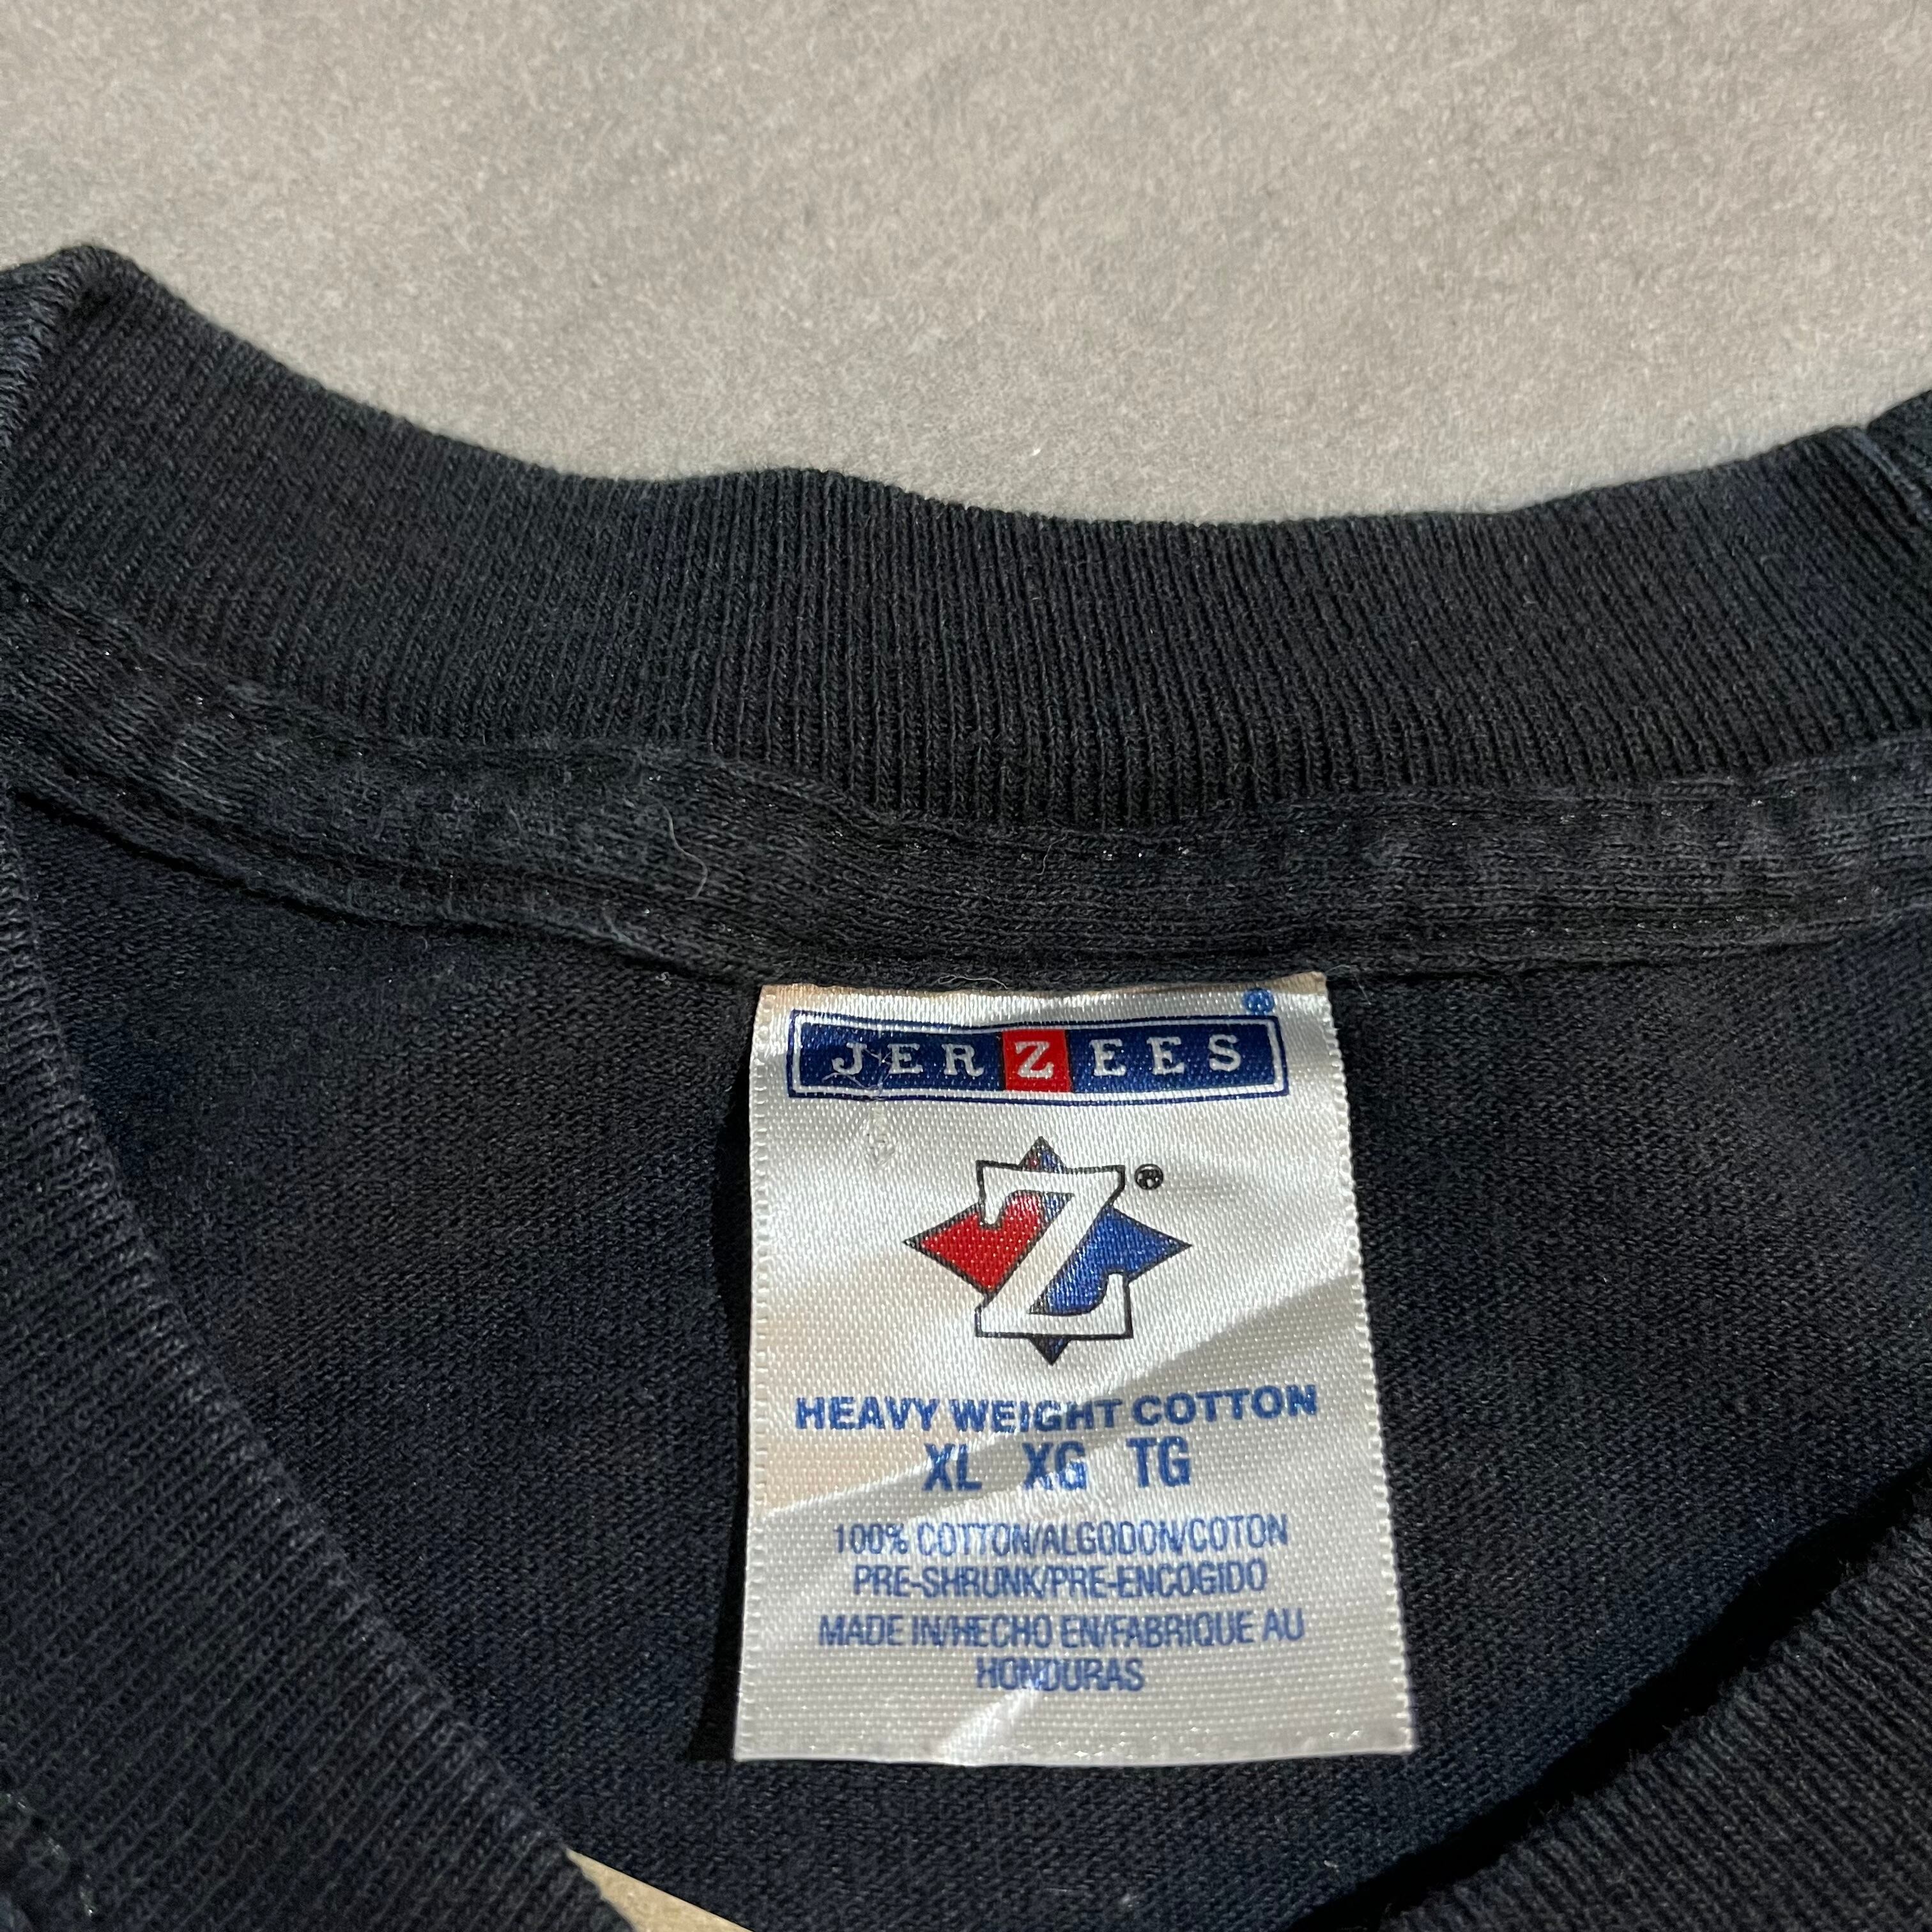 JERZEES®
Z®
HEAVY WEIGHT COTTON
XL XG TG
100% COTTON/ALGODON/COTON
PRE-SHRUNK/PRE-ENCOGIDO
MADE IN/HECHO EN/FABRIQUE AU
HONDURAS